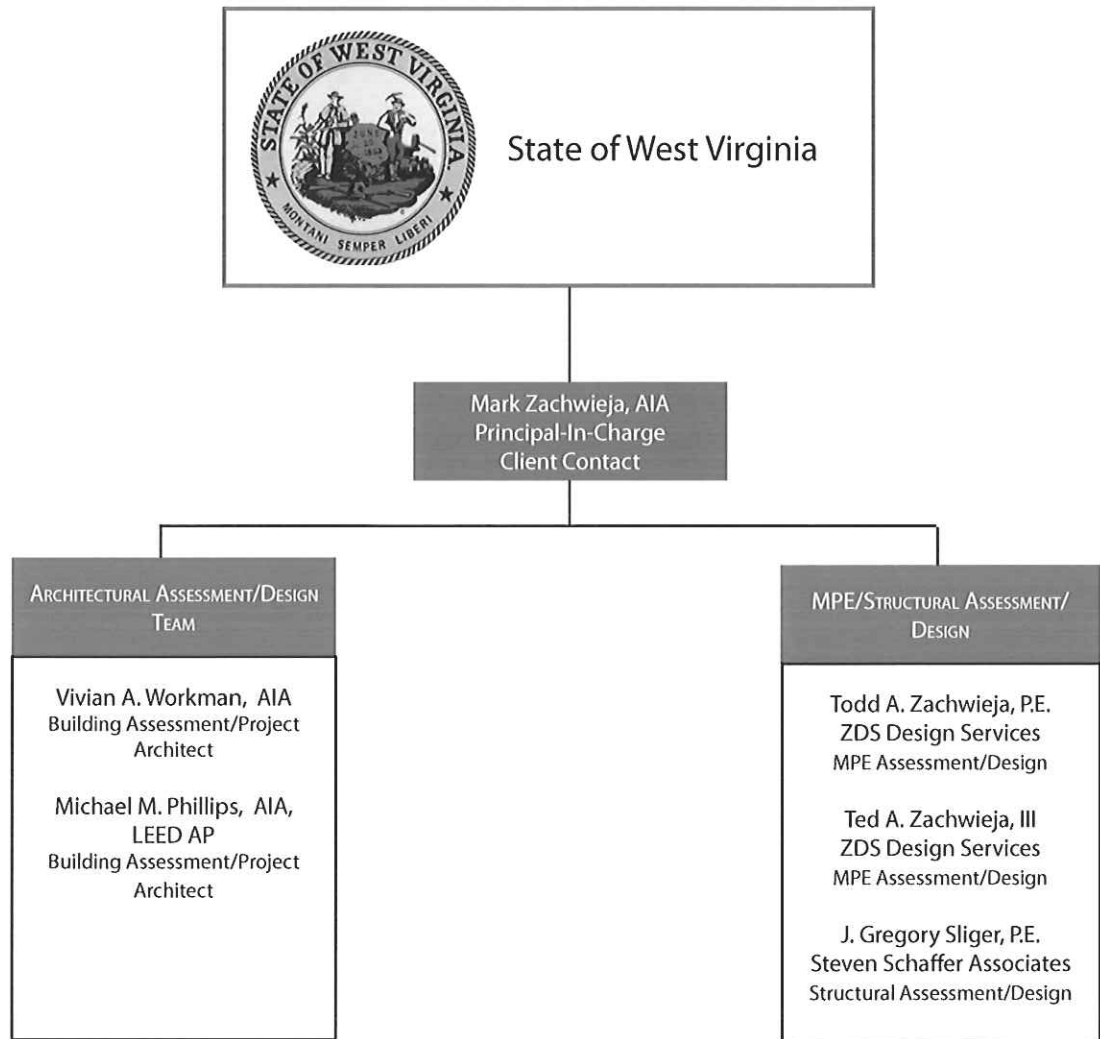 STATE OF WEST VIRGINIA
JUNE
20
1863
MONTANI SEMPER LIBERI
State of West Virginia
Mark Zachwieja, AIA
Principal-In-Charge
Client Contact
ARCHITECTURAL ASSESSMENT/DESIGN
TEAM
Vivian A. Workman, AIA
Building Assessment/Project
Architect
Michael M. Phillips, AIA,
LEED AP
Building Assessment/Project
Architect
MPE/STRUCTURAL ASSESSMENT/
DESIGN
Todd A. Zachwieja, P.E.
ZDS Design Services
MPE Assessment/Design
Ted A. Zachwieja, III
ZDS Design Services
MPE Assessment/Design
J. Gregory Sliger, P.E.
Steven Schaffer Associates
Structural Assessment/Design